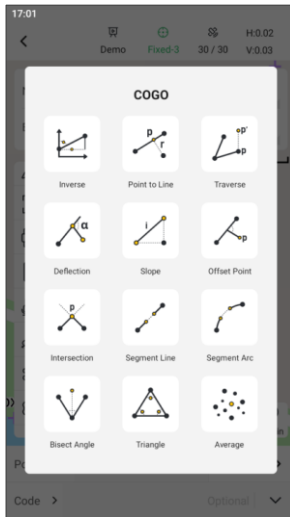 17:01
H:0.02
Demo Fixed-3 30 / 30 V:0.03
COGO
p r p' p
Inverse Point to Line Traverse
α i p
Deflection Slope Offset Point
p
Intersection Segment Line Segment Arc
Bisect Angle Triangle Average
Code > Optional